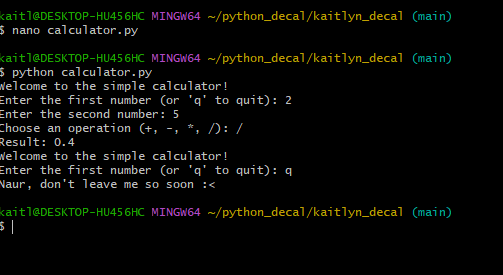 kaitl@DESKTOP-HU456HC MINGW64 ~/python_decal/kaitlyn_decal (main)
$ nano calculator.py
kaitl@DESKTOP-HU456HC MINGW64 ~/python_decal/kaitlyn_decal (main)
$ python calculator.py
Welcome to the simple calculator!
Enter the first number (or 'q' to quit): 2
Enter the second number: 5
Choose an operation (+, -, *, /): /
Result: 0.4
Welcome to the simple calculator!
Enter the first number (or 'q' to quit): q
Naur, don't leave me so soon :<
kaitl@DESKTOP-HU456HC MINGW64 ~/python_decal/kaitlyn_decal (main)
$